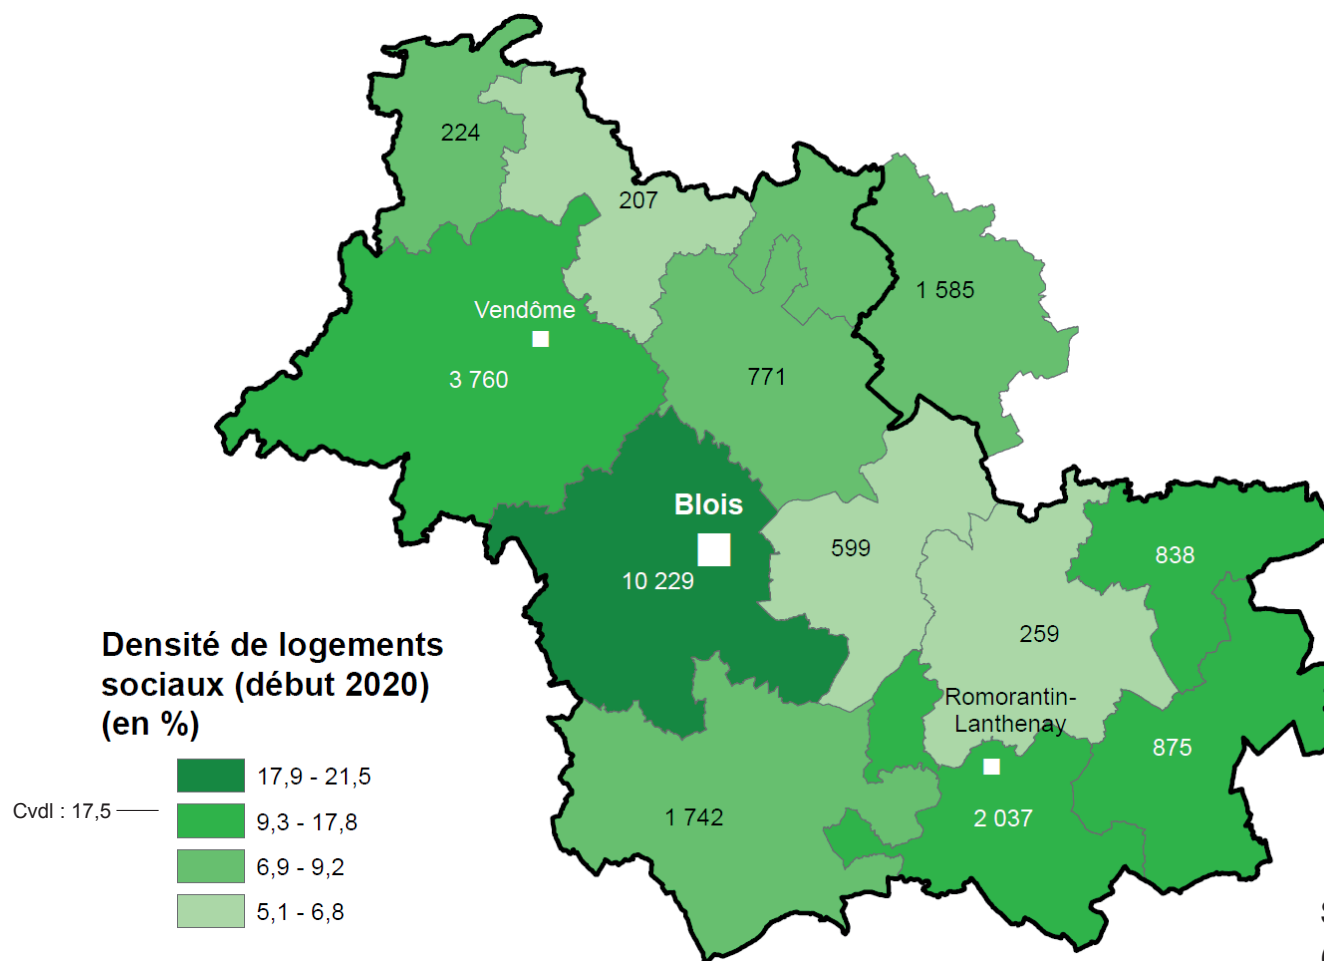 224
207
1 585
Vendôme
3 760
771
Blois
10 229
599
838
259
Romorantin-
Lanthenay
875
1 742
2 037
Densité de logements
sociaux (début 2020)
(en %)
17,9 - 21,5
Cvdl : 17,5
9,3 - 17,8
6,9 - 9,2
5,1 - 6,8